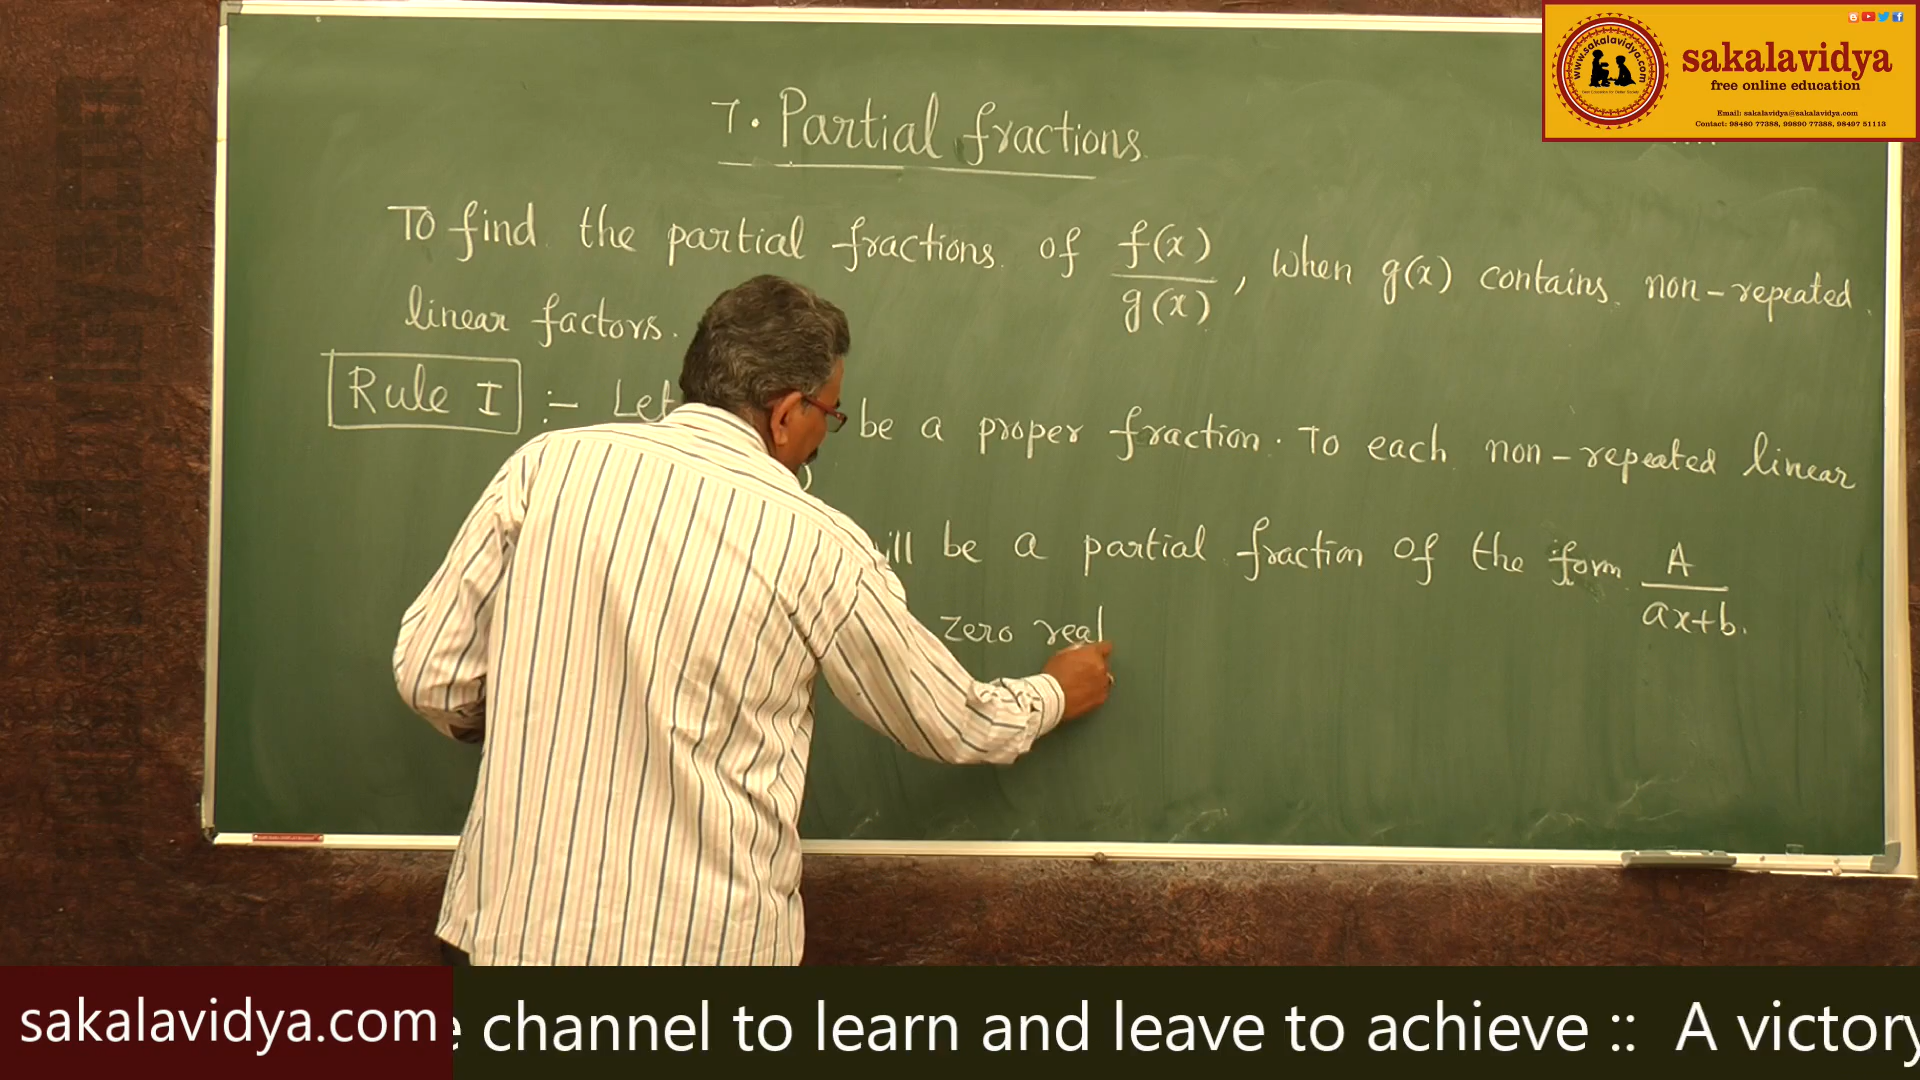 7. Partial fractions
To find the partial fractions of f(x)/g(x), when g(x) contains non-repeated
linear factors.
Rule I :- Let be a proper fraction. To each non-repeated linear
be a partial fraction of the form A/ax+b.
zero real
www.sakalavidya.com
sakalavidya
free online education
Email: sakalavidya@sakalavidya.com
Contact: 98480 77388, 99890 77388, 98497 51113
sakalavidya.com
channel to learn and leave to achieve :: A victory